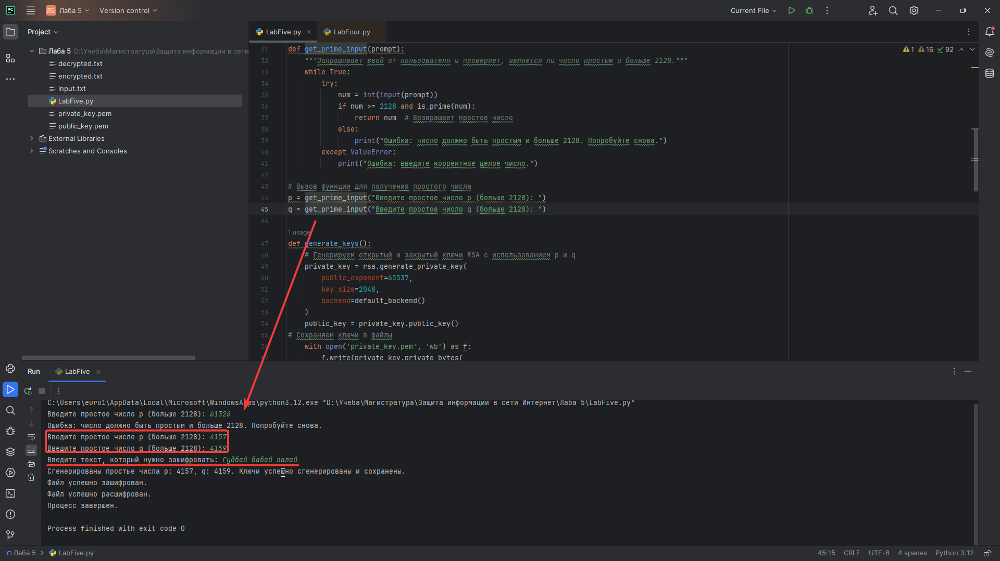 Л5 Лаба 5 Version control Current File
Project
LabFive.py
LabFour.py
Лаба 5 D:\Учеба\Магистратура\Защита информации в сети
decrypted.txt
encrypted.txt
input.txt
LabFive.py
private_key.pem
public_key.pem
External Libraries
Scratches and Consoles
1 16 92
31 def get_prime_input(prompt):
32 """Запрашивает ввод от пользователя и проверяет, является ли число простым и больше 2128."""
33 while True:
34 try:
35 num = int(input(prompt))
36 if num >= 2128 and is_prime(num):
37 return num # Возвращает простое число
38 else:
39 print("Ошибка: число должно быть простым и больше 2128. Попробуйте снова.")
40 except ValueError:
41 print("Ошибка: введите корректное целое число.")
42
43 # Вызов функции для получения простого числа
44 p = get_prime_input("Введите простое число p (больше 2128): ")
45 q = get_prime_input("Введите простое число q (больше 2128): ")
46
1 usage
47 def generate_keys():
48 # Генерируем открытый и закрытый ключи RSA с использованием p и q
49 private_key = rsa.generate_private_key(
50 public_exponent=65537,
51 key_size=2048,
52 backend=default_backend()
53 )
54 public_key = private_key.public_key()
55 # Сохраняем ключи в файлы
56 with open('private_key.pem', 'wb') as f:
57 f.write(private_key.private_bytes(
Run LabFive
C:\Users\euro1\AppData\Local\Microsoft\WindowsApps\python3.12.exe "D:\Учеба\Магистратура\Защита информации в сети Интернет\Лаба 5\LabFive.py"
Введите простое число p (больше 2128): 61326
Ошибка: число должно быть простым и больше 2128. Попробуйте снова.
Введите простое число p (больше 2128): 4157
Введите простое число q (больше 2128): 4159
Введите текст, который нужно зашифровать: Гудбай бабай лалай
Сгенерированы простые числа p: 4157, q: 4159. Ключи успешно сгенерированы и сохранены.
Файл успешно зашифрован.
Файл успешно расшифрован.
Процесс завершен.
Process finished with exit code 0
Лаба 5 LabFive.py 45:15 CRLF UTF-8 4 spaces Python 3.12